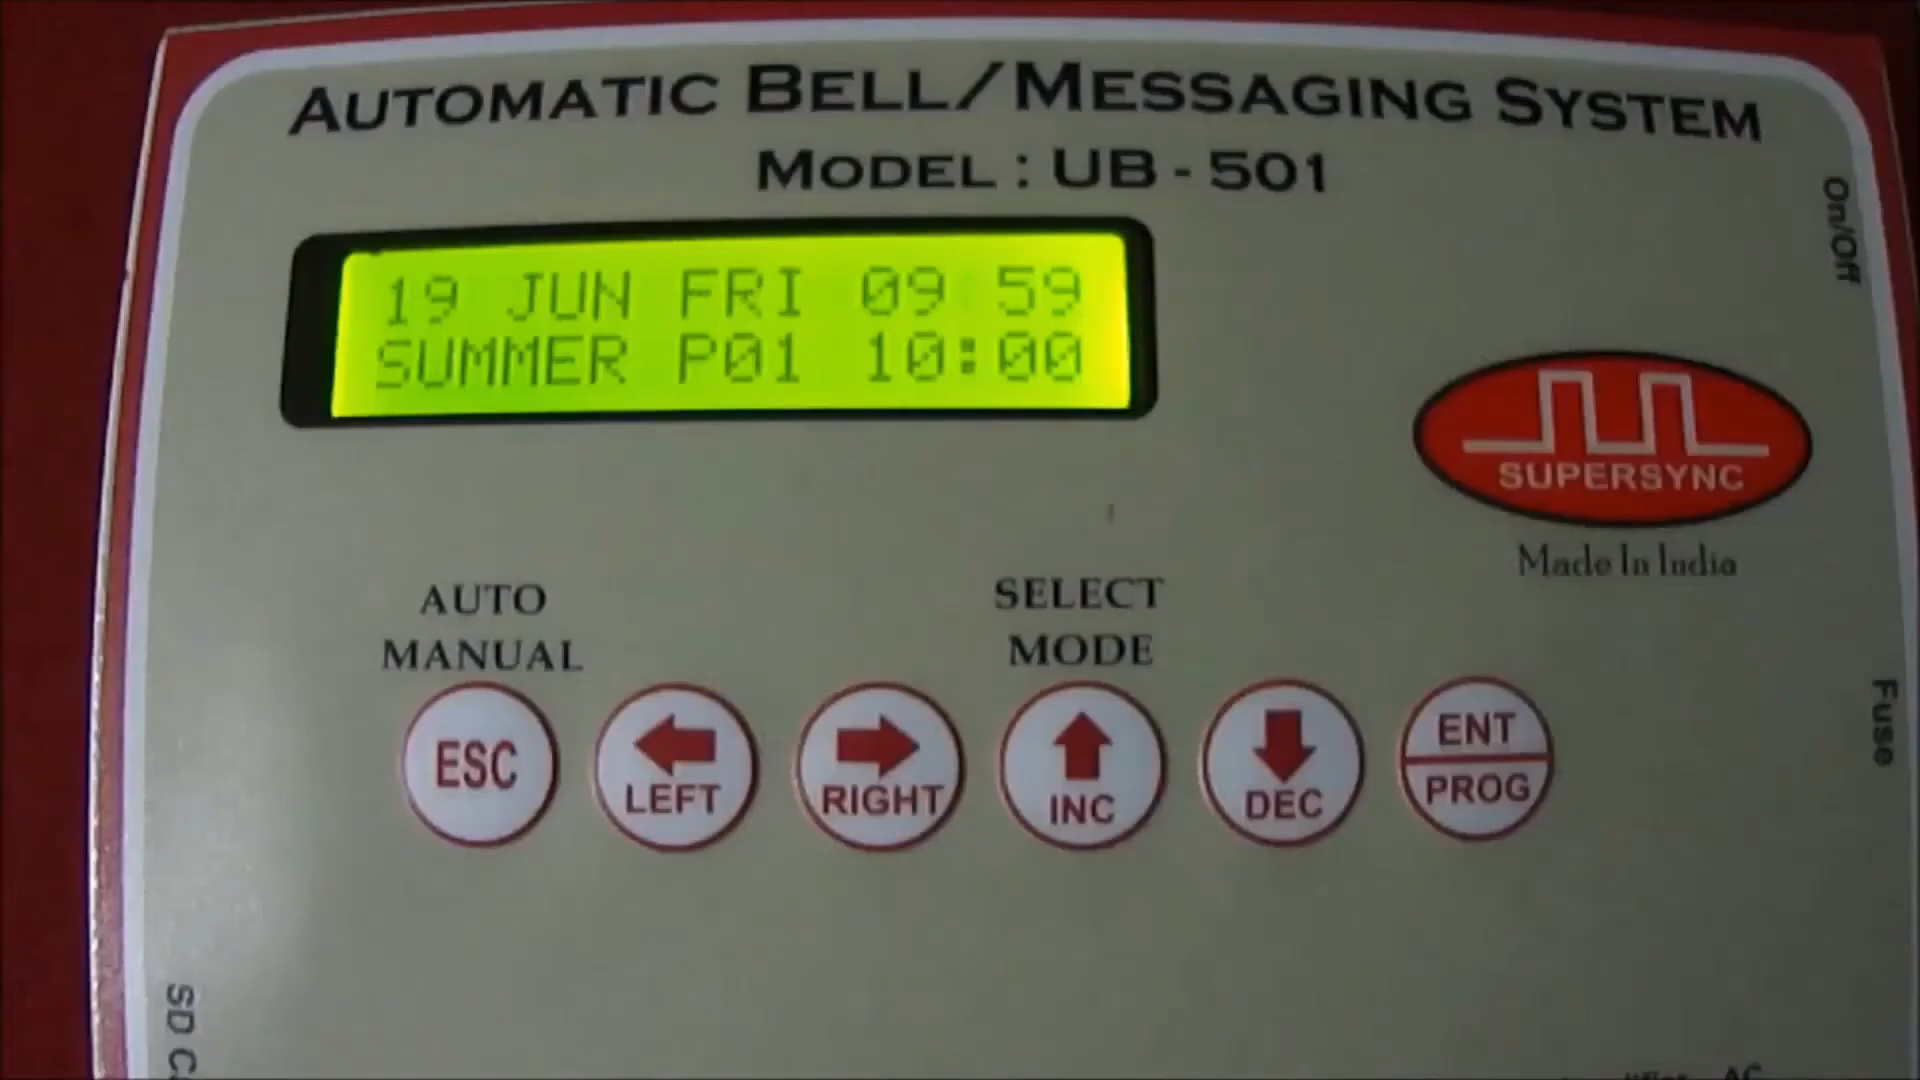 AUTOMATIC BELL/MESSAGING SYSTEM
MODEL : UB - 501
On/Off
19 JUN FRI 09 59
SUMMER P01 10:00
SUPERSYNC
Made In India
AUTO
MANUAL
SELECT
MODE
ESC
LEFT
RIGHT
INC
DEC
ENT
PROG
Fuse
SD
AC